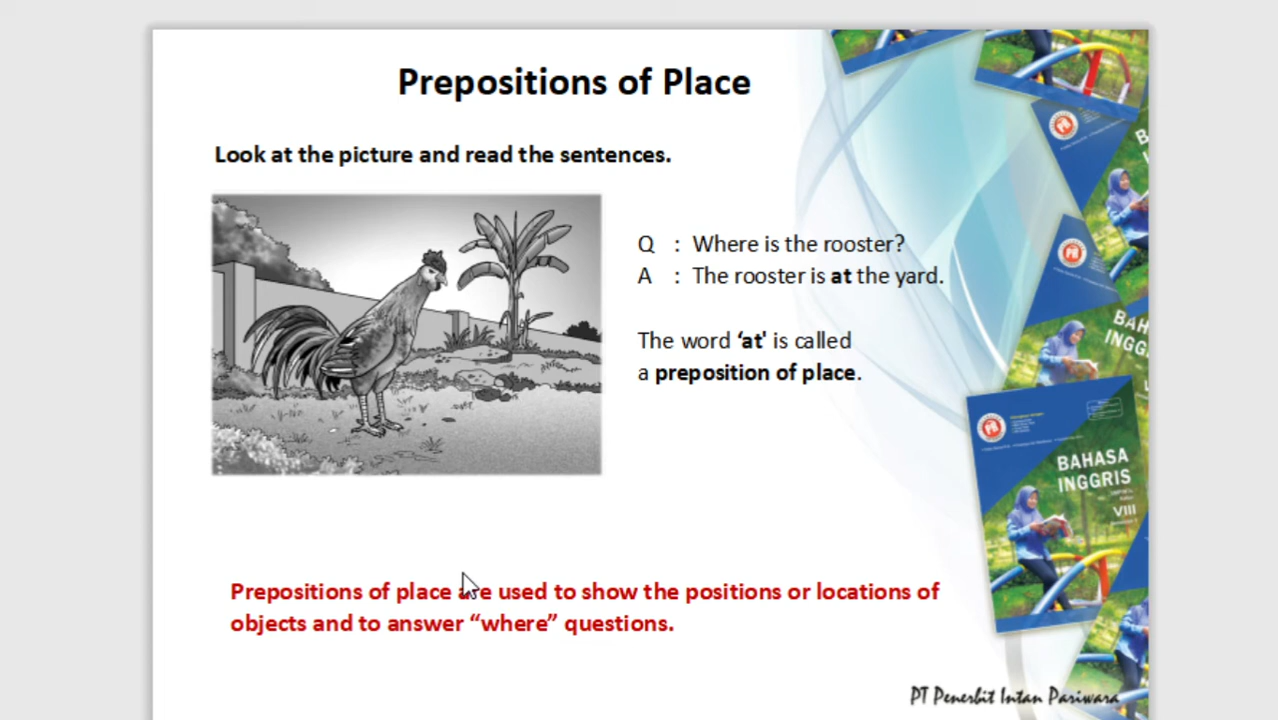 Prepositions of Place
Look at the picture and read the sentences.
Q : Where is the rooster?
A : The rooster is at the yard.
The word ‘at' is called
a preposition of place.
Prepositions of place are used to show the positions or locations of
objects and to answer “where” questions.
BAHASA
INGGRIS
VIII
PT Penerbit Intan Pariwara